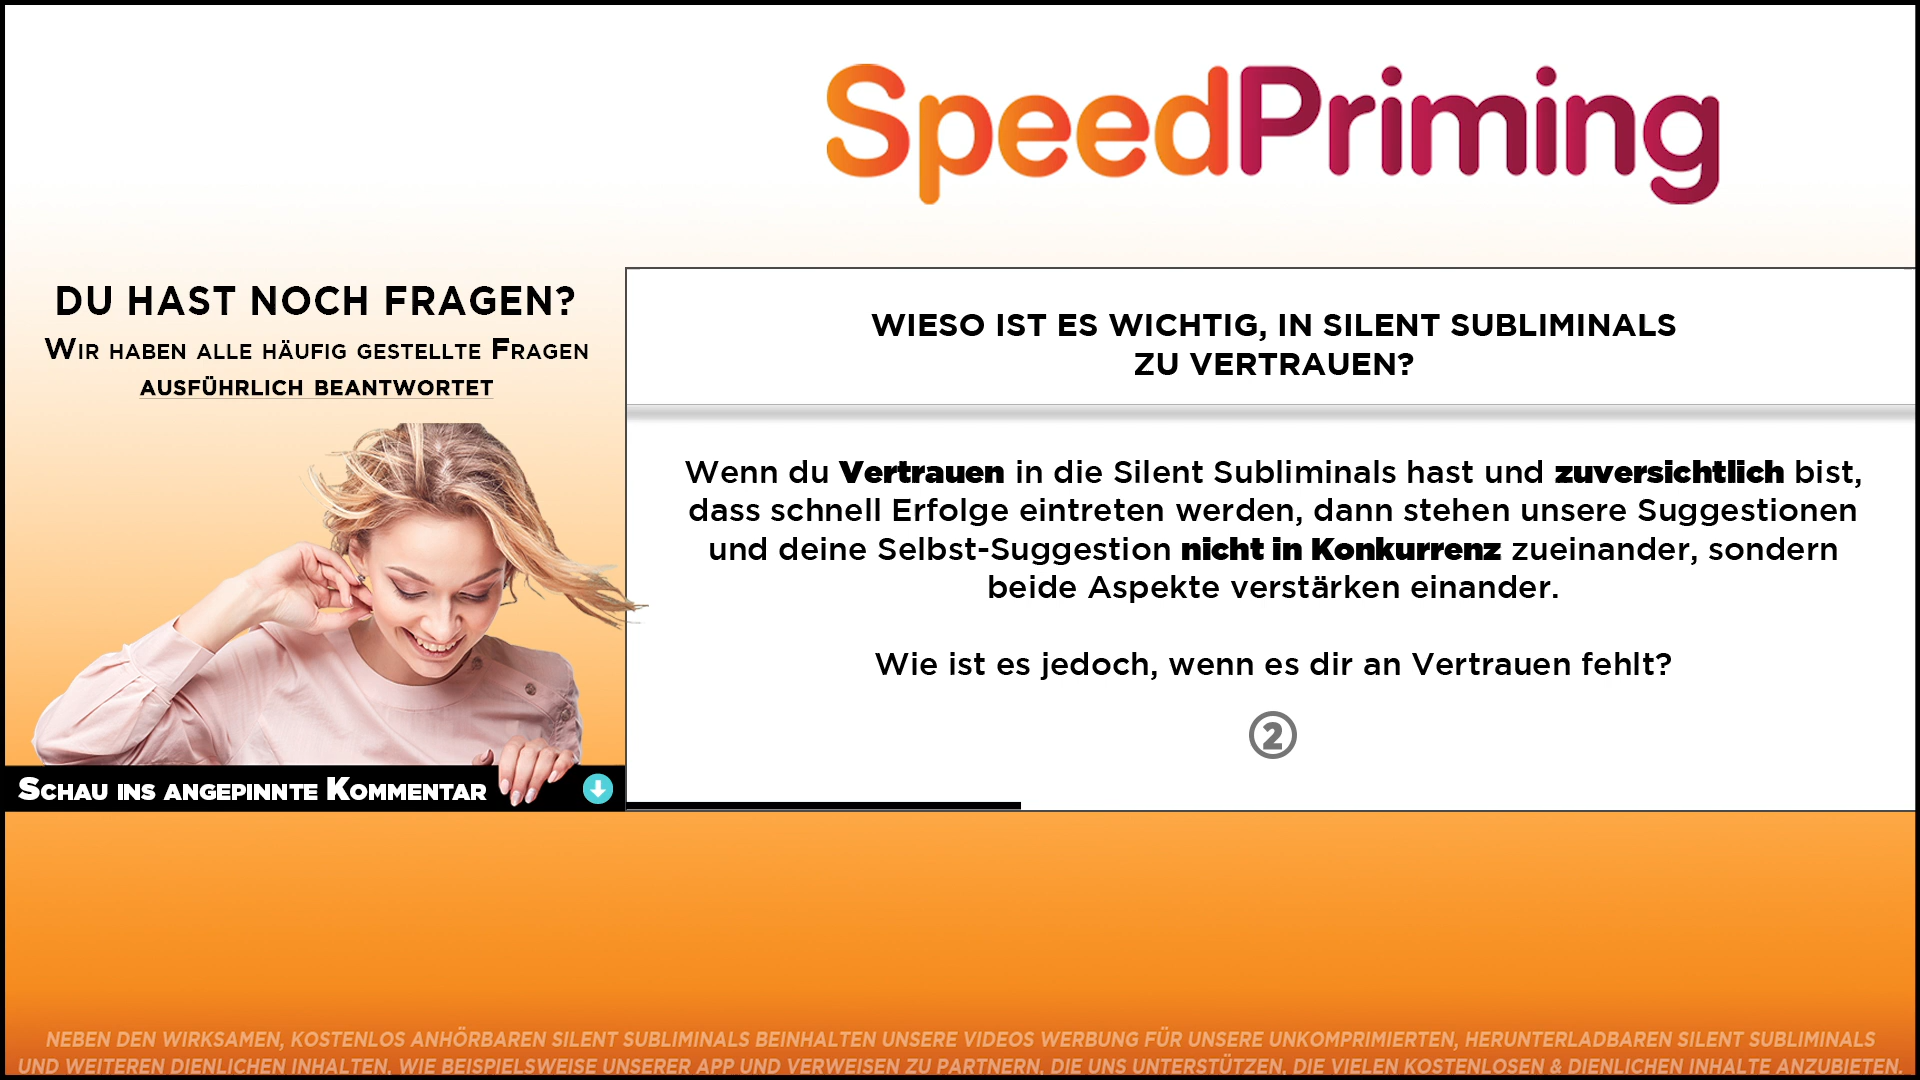 SpeedPriming
DU HAST NOCH FRAGEN?
WIR HABEN ALLE HÄUFIG GESTELLTE FRAGEN
AUSFÜHRLICH BEANTWORTET
SCHAU INS ANGEPINNTE KOMMENTAR
WIESO IST ES WICHTIG, IN SILENT SUBLIMINALS
ZU VERTRAUEN?
Wenn du Vertrauen in die Silent Subliminals hast und zuversichtlich bist,
dass schnell Erfolge eintreten werden, dann stehen unsere Suggestionen
und deine Selbst-Suggestion nicht in Konkurrenz zueinander, sondern
beide Aspekte verstärken einander.
Wie ist es jedoch, wenn es dir an Vertrauen fehlt?
2
NEBEN DEN WIRKSAMEN, KOSTENLOS ANHÖRBAREN SILENT SUBLIMINALS BEINHALTEN UNSERE VIDEOS WERBUNG FÜR UNSERE UNKOMPRIMIERTEN, HERUNTERLADBAREN SILENT SUBLIMINALS
UND WEITEREN DIENLICHEN INHALTEN, WIE BEISPIELSWEISE UNSERER APP UND VERWEISEN ZU PARTNERN, DIE UNS UNTERSTÜTZEN, DIE VIELEN KOSTENLOSEN & DIENLICHEN INHALTE ANZUBIETEN.